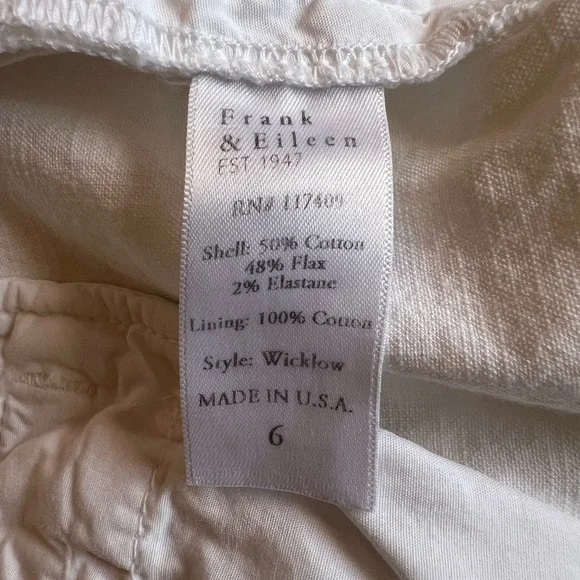 Frank
& Eileen
EST 1947
RN# 117409
Shell: 50% Cotton
48% Flax
2% Elastane
Lining: 100% Cotton
Style: Wicklow
MADE IN U.S.A.
6